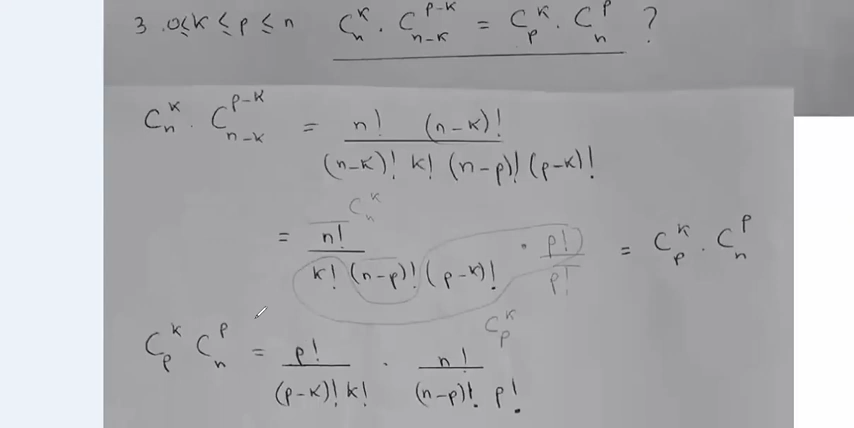 3. 0≤k≤p≤n C_n^k · C_{n-k}^{p-k} = C_p^k · C_n^p ?
C_n^k · C_{n-k}^{p-k} = n! (n-k)! / (n-k)! k! (n-p)! (p-k)!
C_n^k
= n! / k! (n-p)! (p-k)! · p! / p! = C_p^k · C_n^p
C_p^k
C_p^k C_n^p = p! / (p-k)! k! · n! / (n-p)! p!